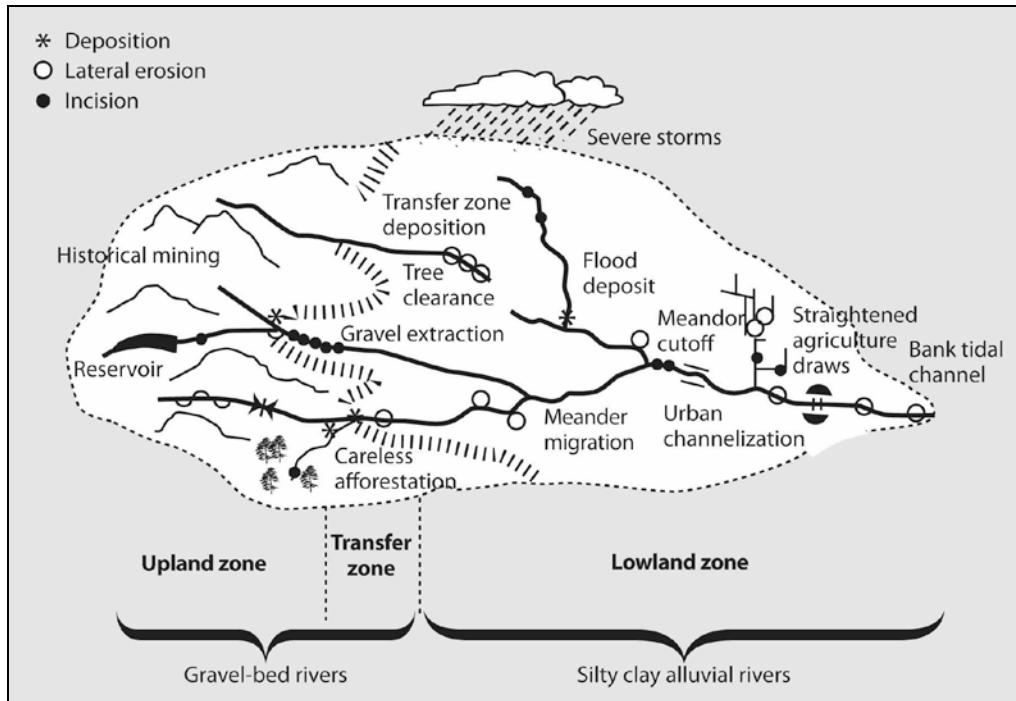 Deposition
Lateral erosion
Incision
Severe storms
Transfer zone
deposition
Historical mining
Tree
clearance
Flood
deposit
Gravel extraction
Meandor
cutoff
Straightened
agriculture
draws
Bank tidal
channel
Reservoir
Meander
migration
Urban
channelization
Careless
afforestation
Upland zone
Transfer
zone
Lowland zone
Gravel-bed rivers
Silty clay alluvial rivers